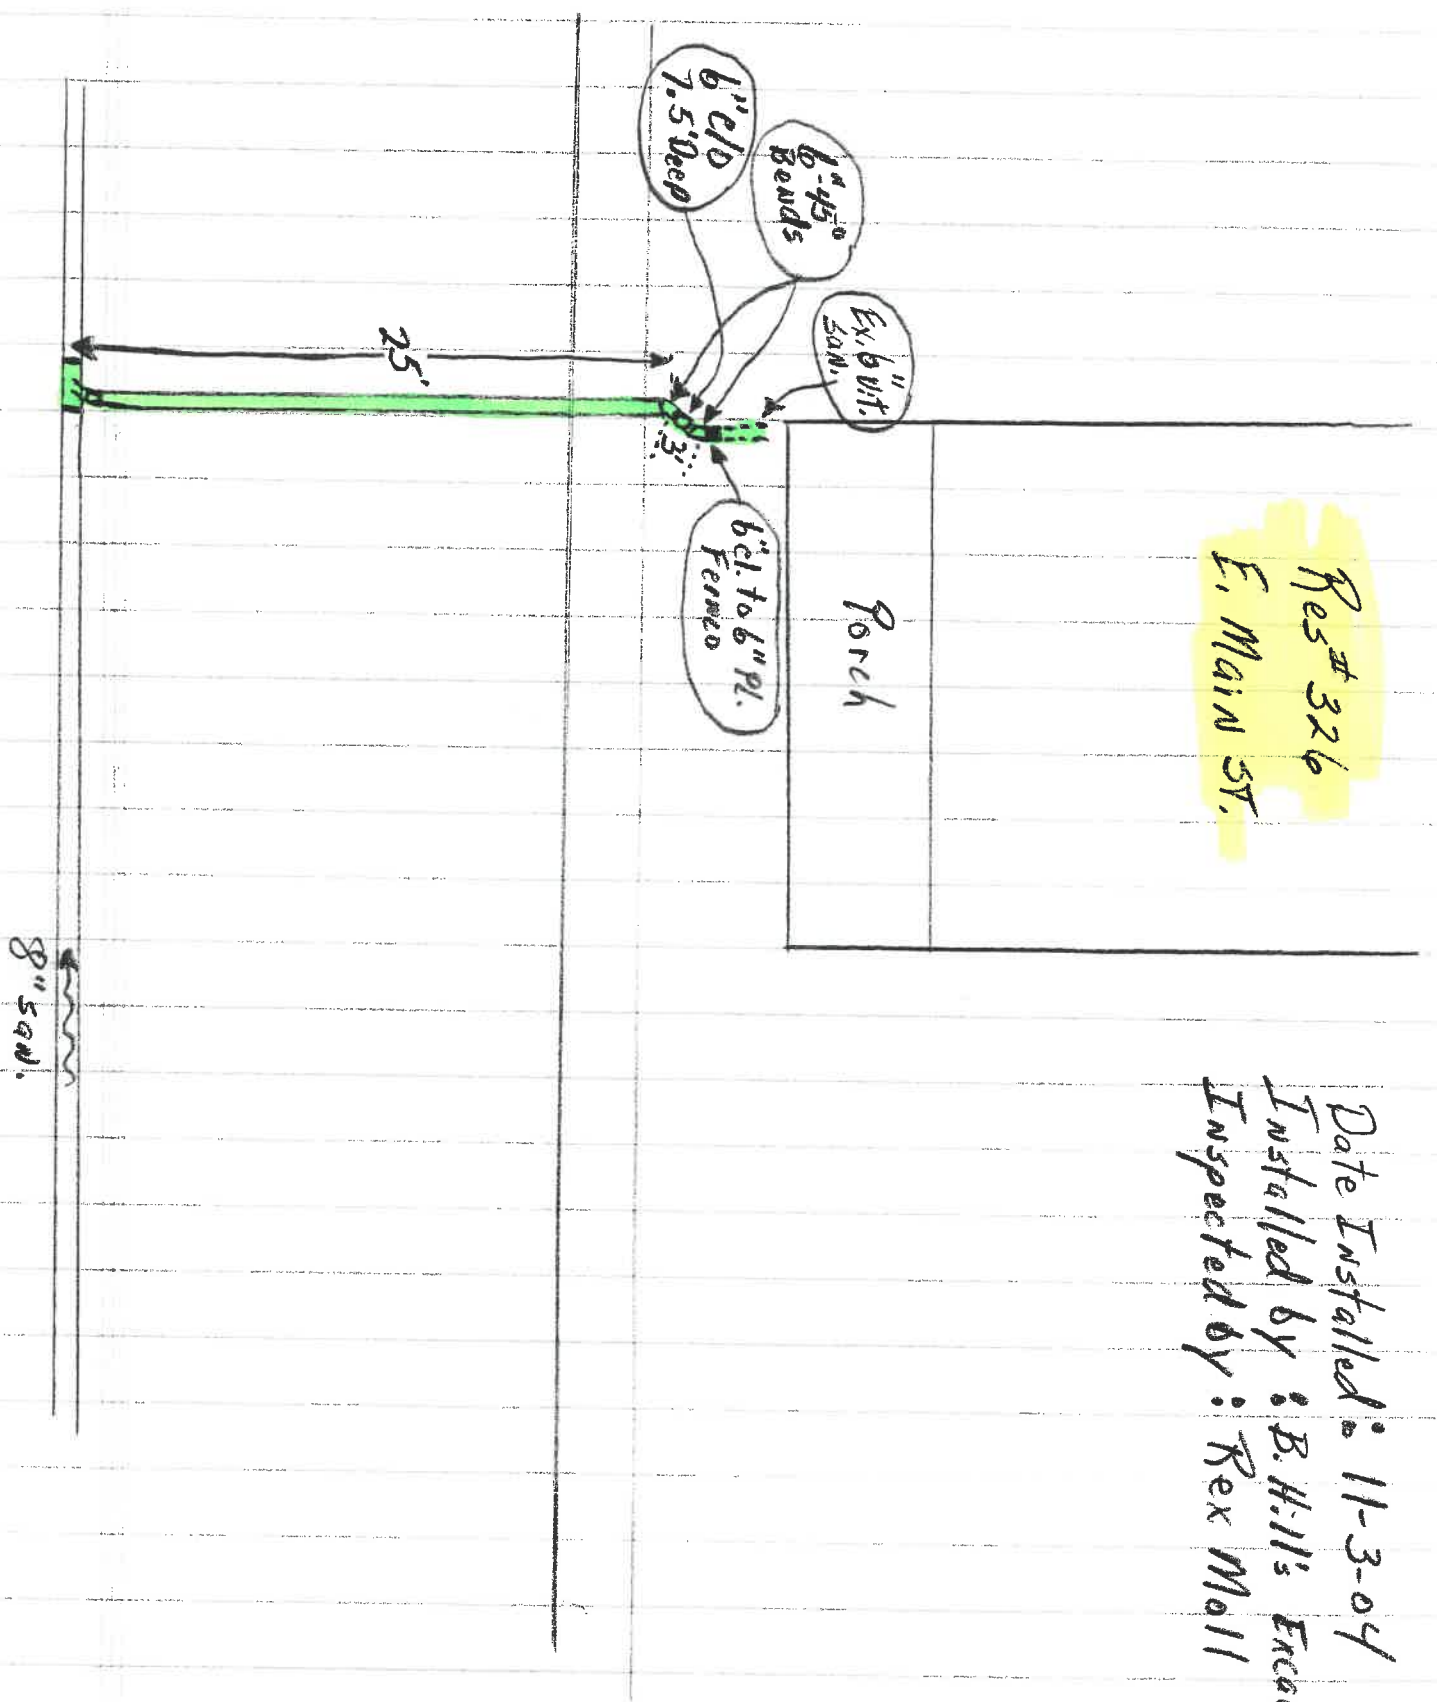 Res # 326
E. Main St.
Date Installed: 11-3-04
Installed by: B. Hill's
Inspected by: Rex Moll
Porch
Ex. 6" Vit.
San.
6"-45°
Bends
6" C/O
7.5' Deep
6" cl. to 6" Pl.
Fernco
3'
25'
8" San.